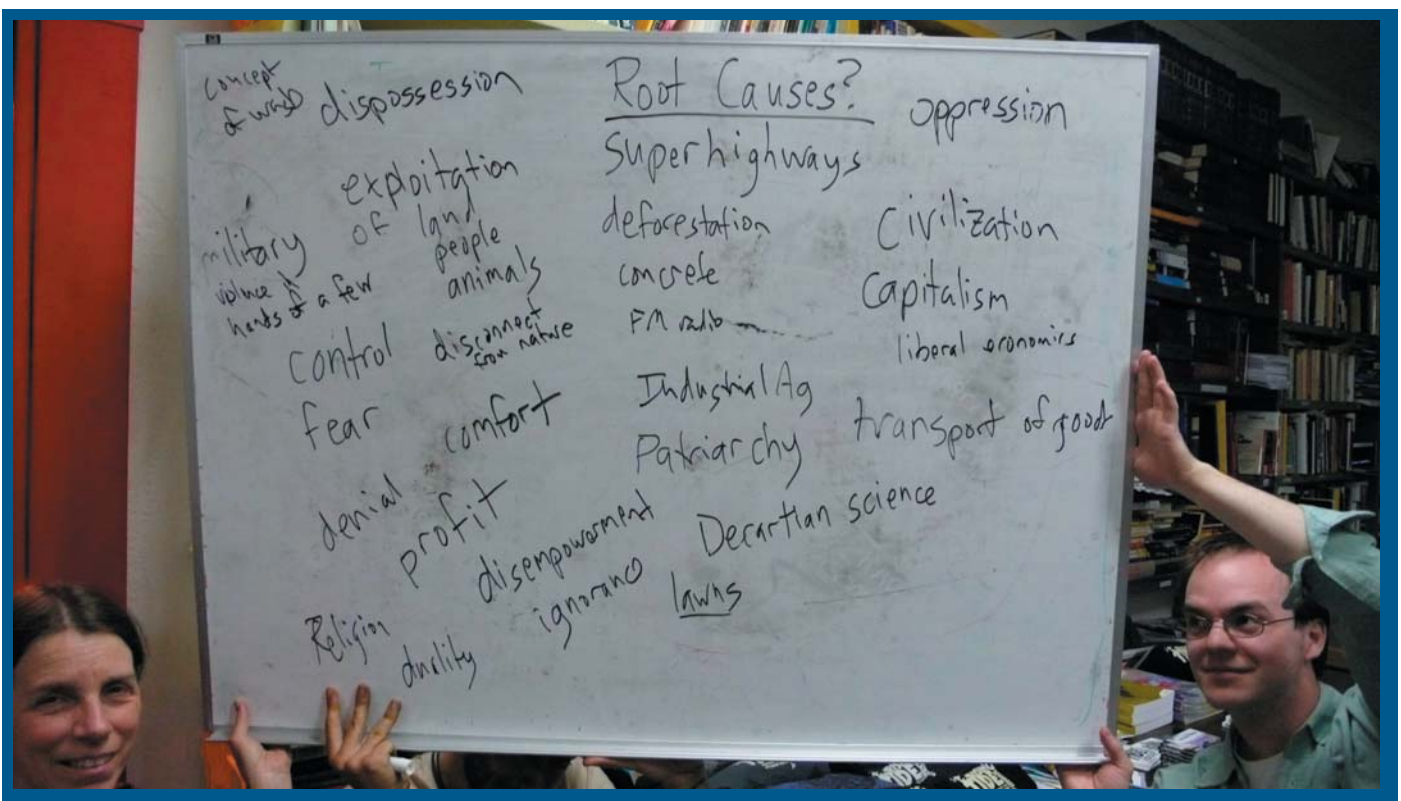 Root Causes?
concept
of
dispossession
oppression
superhighways
exploitation
of land
people
animals
military
violence in
hands of a few
deforestation
Civilization
concrete
Capitalism
control
disconnect
from nature
FM radio
liberal economics
fear
comfort
Industrial Ag
Patriarchy
transport of goods
denial
profit
disempowerment
Decartian science
ignorance
lawns
Religion
duality